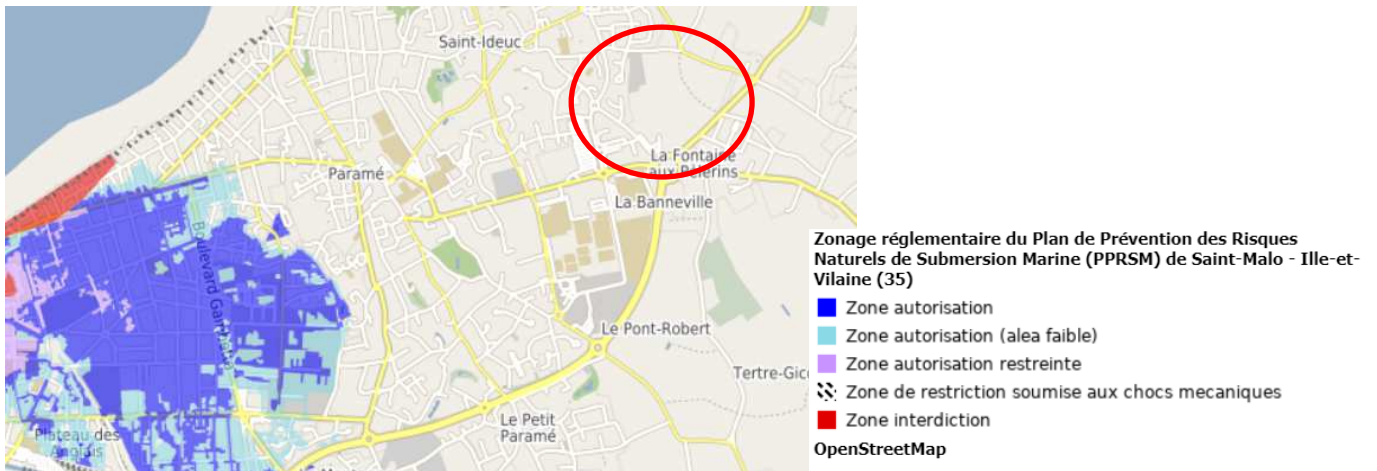 Saint-Ideuc
La Fontaine
aux Pèlerins
Paramé
La Banneville
Boulevard Gambetta
Le Pont-Robert
Le Petit
Paramé
Plateau des
Anglais
Zonage réglementaire du Plan de Prévention des Risques
Naturels de Submersion Marine (PPRSM) de Saint-Malo - Ille-et-
Vilaine (35)
Zone autorisation
Zone autorisation (alea faible)
Zone autorisation restreinte
Zone de restriction soumise aux chocs mecaniques
Zone interdiction
OpenStreetMap